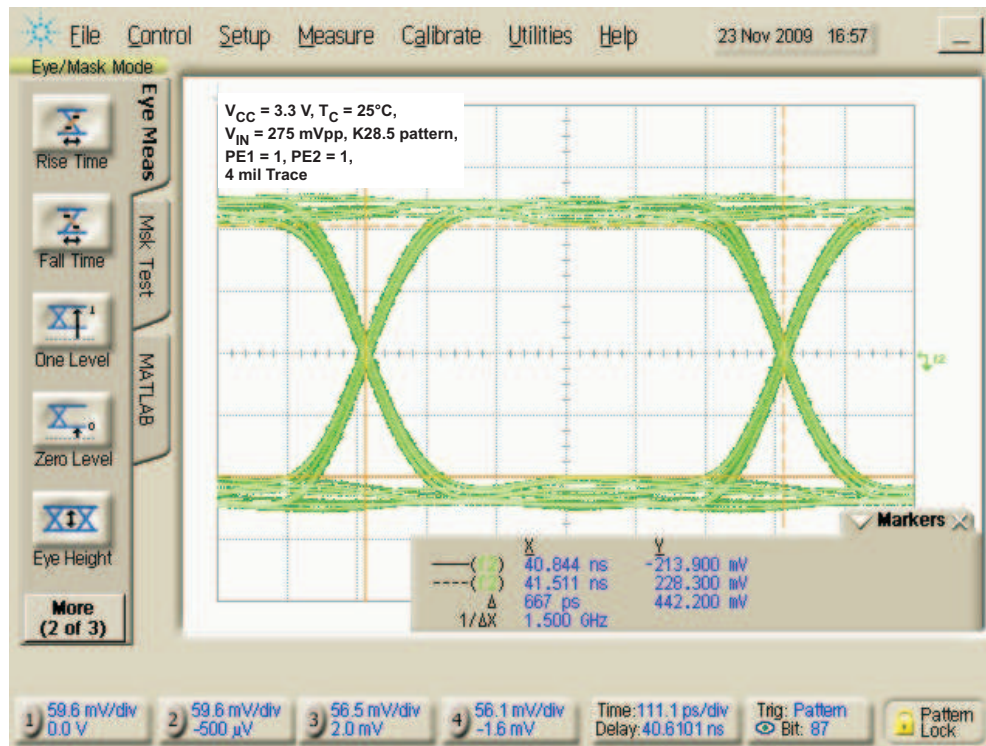 File Control Setup Measure Calibrate Utilities Help 23 Nov 2009 16:57
Eye/Mask Mode
Eye Meas
Msk Test
MATLAB
Rise Time
Fall Time
One Level
Zero Level
Eye Height
More
(2 of 3)
VCC = 3.3 V, TC = 25°C,
VIN = 275 mVpp, K28.5 pattern,
PE1 = 1, PE2 = 1,
4 mil Trace
Markers
X Y
——(f2) 40.844 ns -213.900 mV
----(f2) 41.511 ns 228.300 mV
Δ 667 ps 442.200 mV
1/ΔX 1.500 GHz
1) 59.6 mV/div
0.0 V
2) 59.6 mV/div
-500 µV
3) 56.5 mV/div
2.0 mV
4) 56.1 mV/div
-1.6 mV
Time:111.1 ps/div
Delay:40.6101 ns
Trig: Pattern
Bit: 87
Pattern
Lock